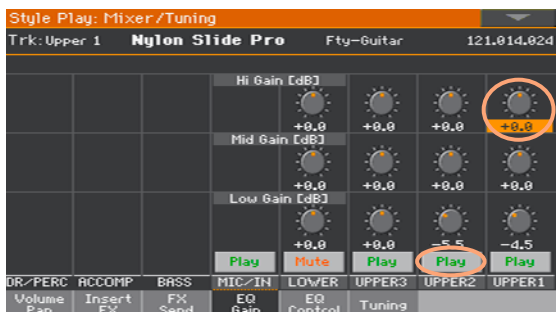 Style Play: Mixer/Tuning
Trk: Upper 1 Nylon Slide Pro Fty-Guitar 121.014.024
Hi Gain [dB]
+0.0 +0.0 +0.0 +0.0
Mid Gain [dB]
+0.0 +0.0 +0.0 +0.0
Low Gain [dB]
+0.0 +0.0 -5.5 -4.5
Play Mute Play Play Play
DR/PERC ACCOMP BASS MIC/IN LOWER UPPER3 UPPER2 UPPER1
Volume Insert FX EQ EQ Tuning
Pan FX Send Gain Control